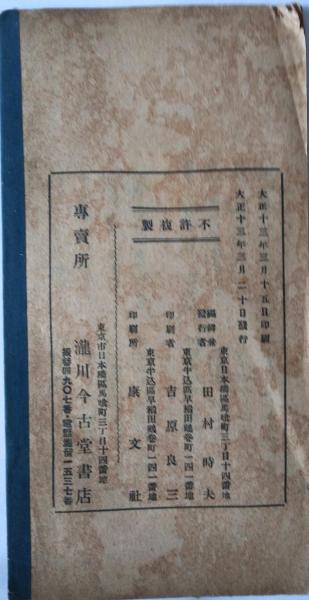 大正十三年三月十五日印刷
大正十三年三月二十日發行
不許複製
編輯兼發行者
東京市日本橋區馬喰町三丁目十四番地
田村時夫
印刷者
東京牛込區早稻田鶴卷町一四一番地
吉原良三
印刷所
東京牛込區早稻田鶴卷町一四一番地
康文社
專賣所
東京市日本橋區馬喰町三丁目十四番地
瀧川今古堂書店